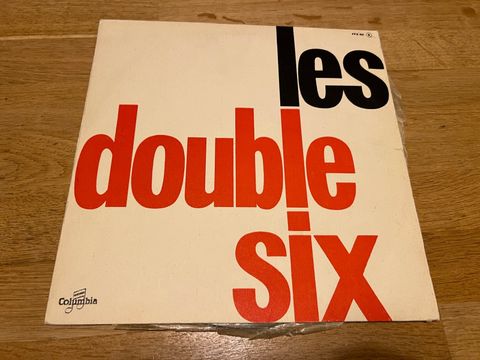 les
double
six
Columbia